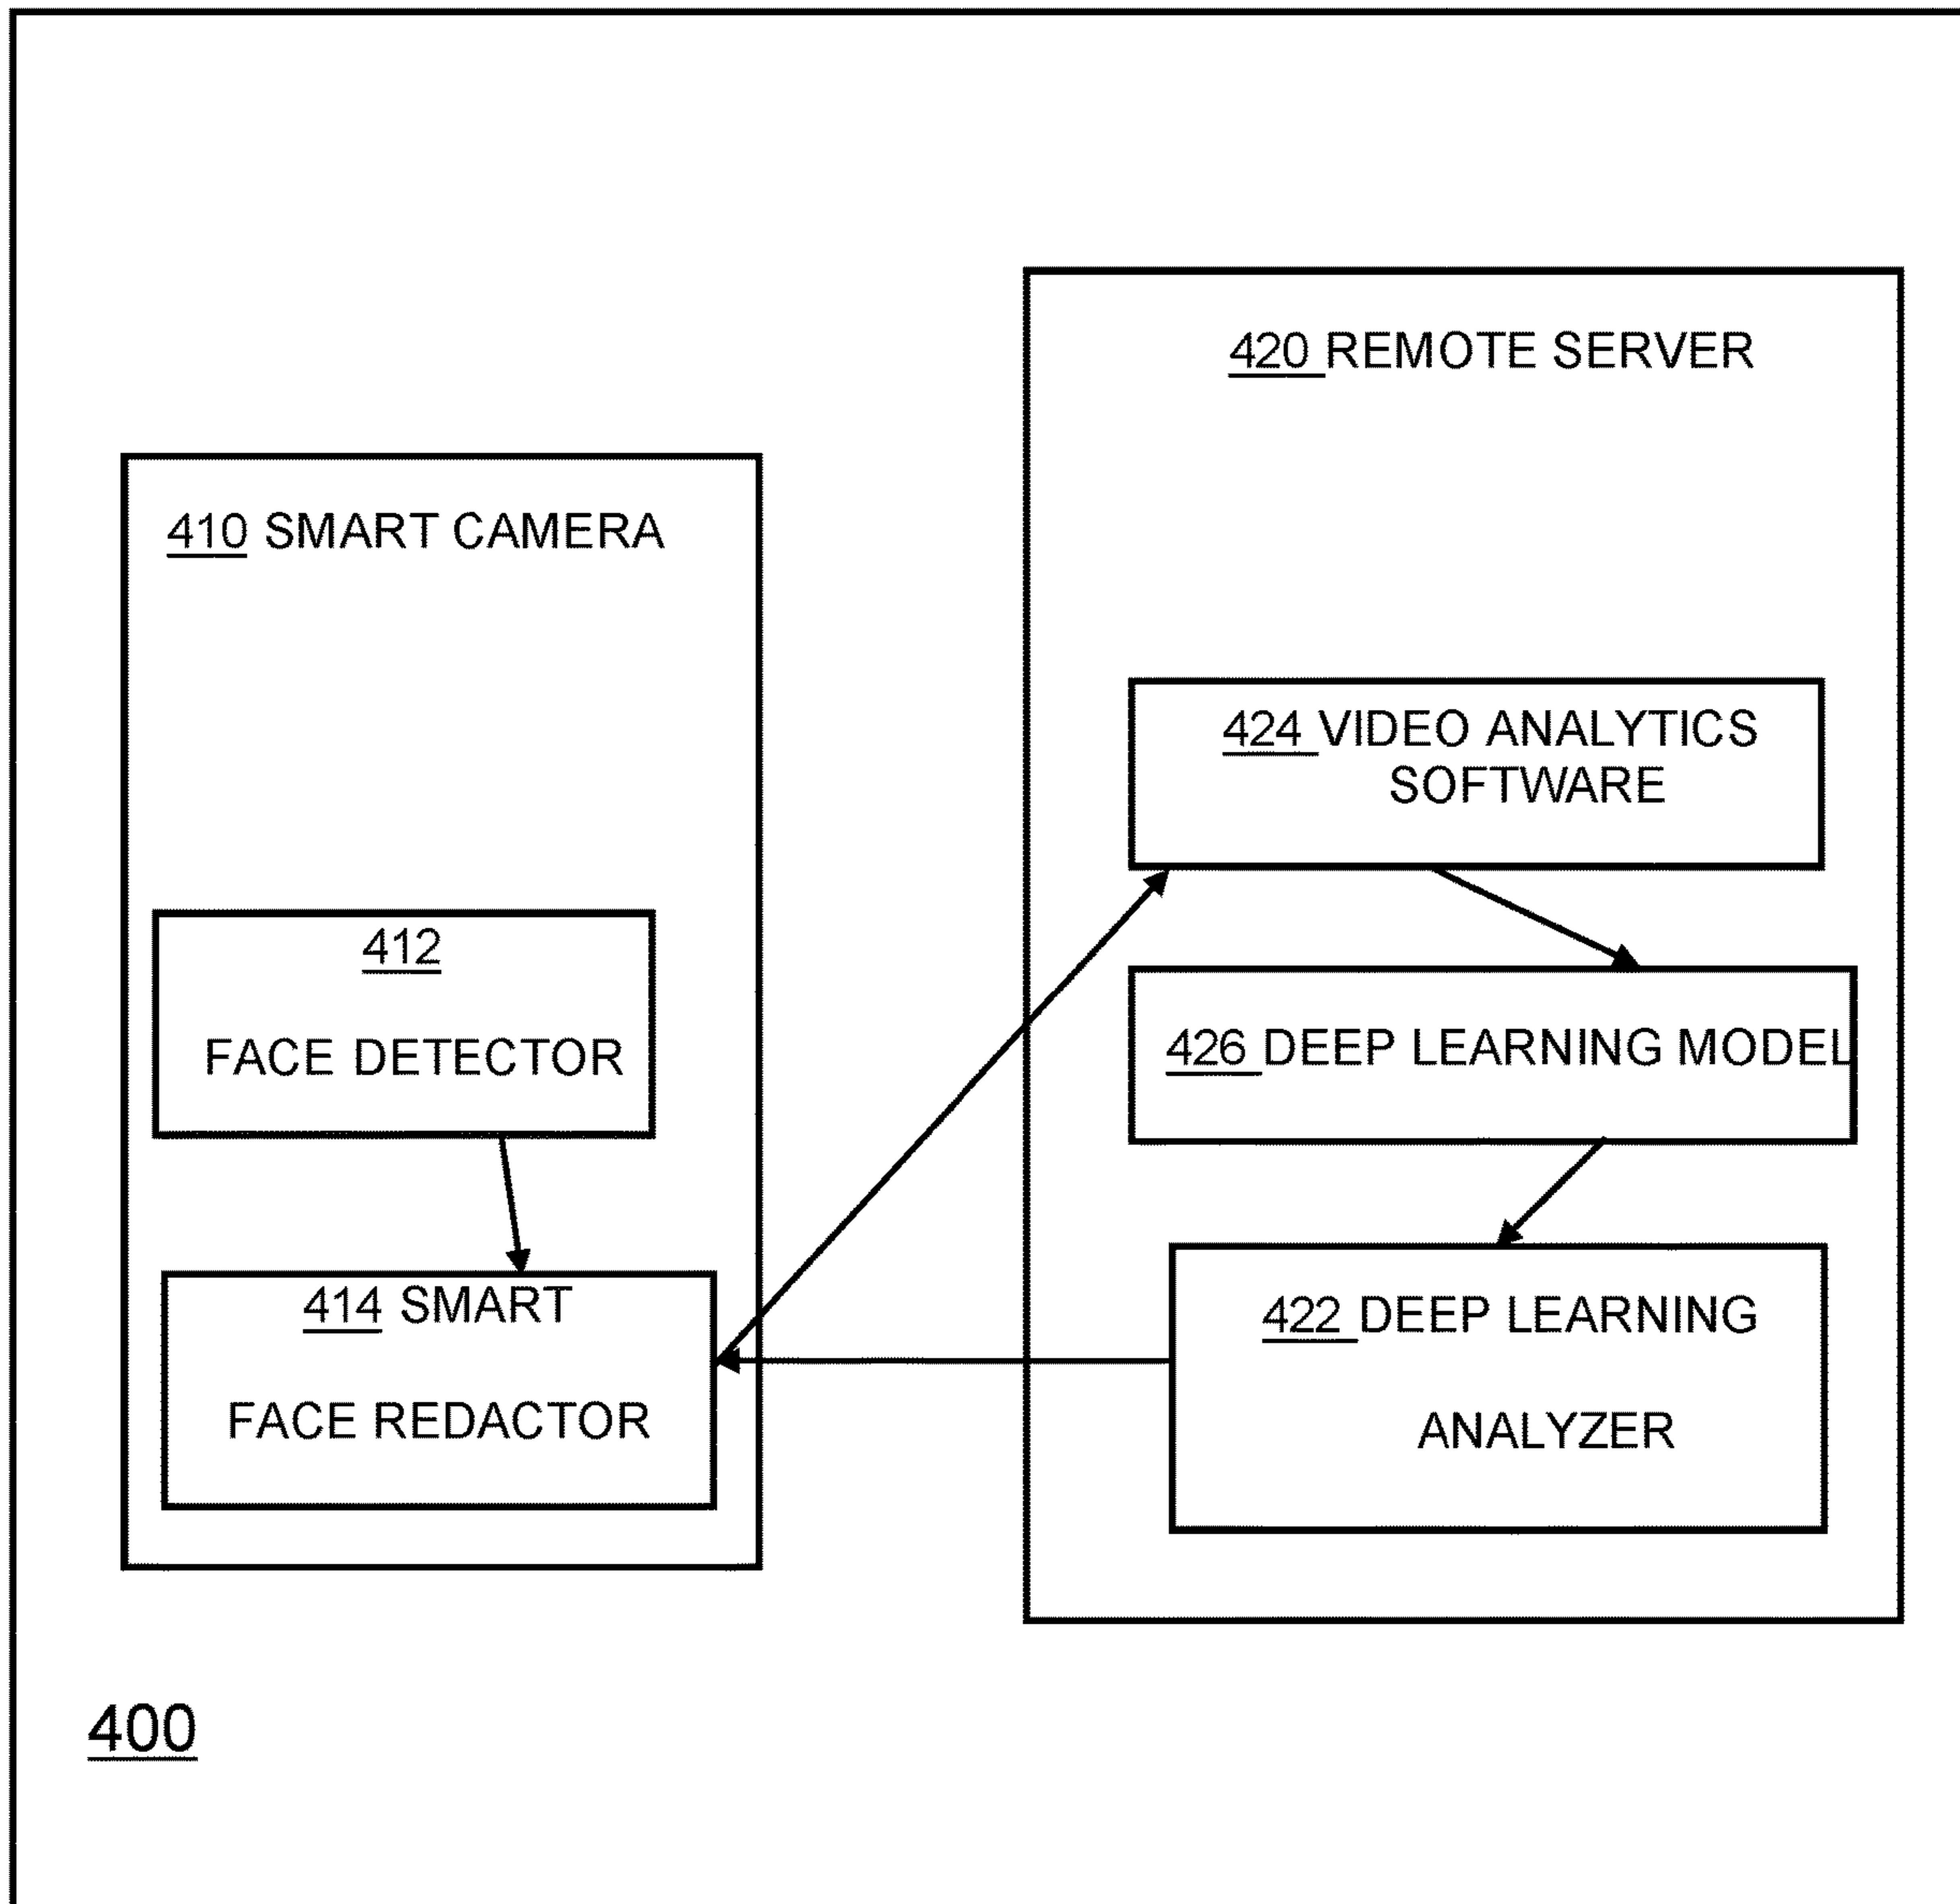 420 REMOTE SERVER
410 SMART CAMERA
424 VIDEO ANALYTICS
SOFTWARE
412
FACE DETECTOR
426 DEEP LEARNING MODEL
414 SMART
FACE REDACTOR
422 DEEP LEARNING
ANALYZER
400